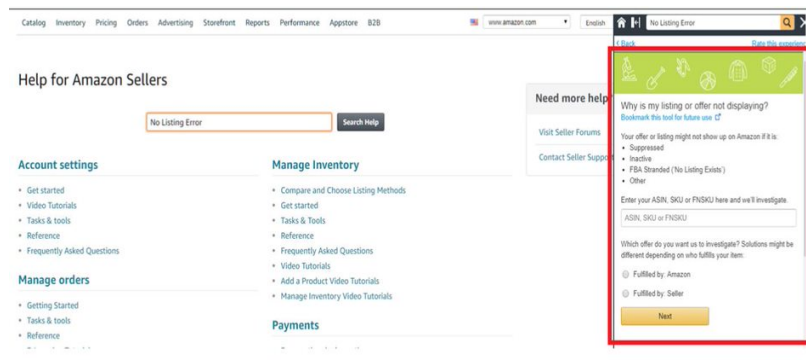 Catalog Inventory Pricing Orders Advertising Storefront Reports Performance Appstore B2B
www.amazon.com English
No Listing Error
< Back Rate this experience
Help for Amazon Sellers
No Listing Error Search Help
Need more help
Visit Seller Forums
Contact Seller Suppo
Account settings
Get started
Video Tutorials
Tasks & tools
Reference
Frequently Asked Questions
Manage orders
Getting Started
Tasks & tools
Reference
Manage Inventory
Compare and Choose Listing Methods
Get started
Tasks & Tools
Reference
Frequently Asked Questions
Video Tutorials
Add a Product Video Tutorials
Manage Inventory Video Tutorials
Payments
Why is my listing or offer not displaying?
Bookmark this tool for future use
Your offer or listing might not show up on Amazon if it is:
Suppressed
Inactive
FBA Stranded ('No Listing Exists')
Other
Enter your ASIN, SKU or FNSKU here and we'll investigate.
ASIN, SKU or FNSKU
Which offer do you want us to investigate? Solutions might be
different depending on who fulfills your item:
Fulfilled by: Amazon
Fulfilled by: Seller
Next